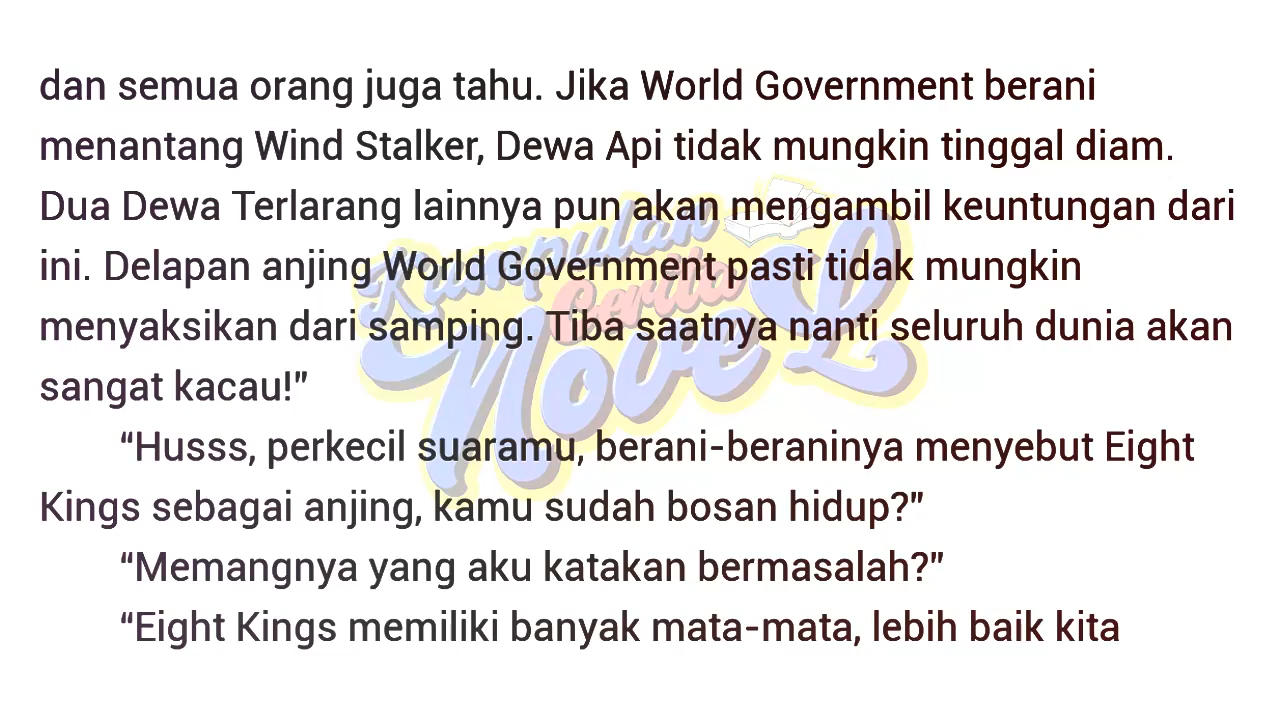 dan semua orang juga tahu. Jika World Government berani
menantang Wind Stalker, Dewa Api tidak mungkin tinggal diam.
Dua Dewa Terlarang lainnya pun akan mengambil keuntungan dari
ini. Delapan anjing World Government pasti tidak mungkin
menyaksikan dari samping. Tiba saatnya nanti seluruh dunia akan
sangat kacau!”
“Husss, perkecil suaramu, berani-beraninya menyebut Eight
Kings sebagai anjing, kamu sudah bosan hidup?”
“Memangnya yang aku katakan bermasalah?”
“Eight Kings memiliki banyak mata-mata, lebih baik kita
Kumpulan
Cerita
NoveL